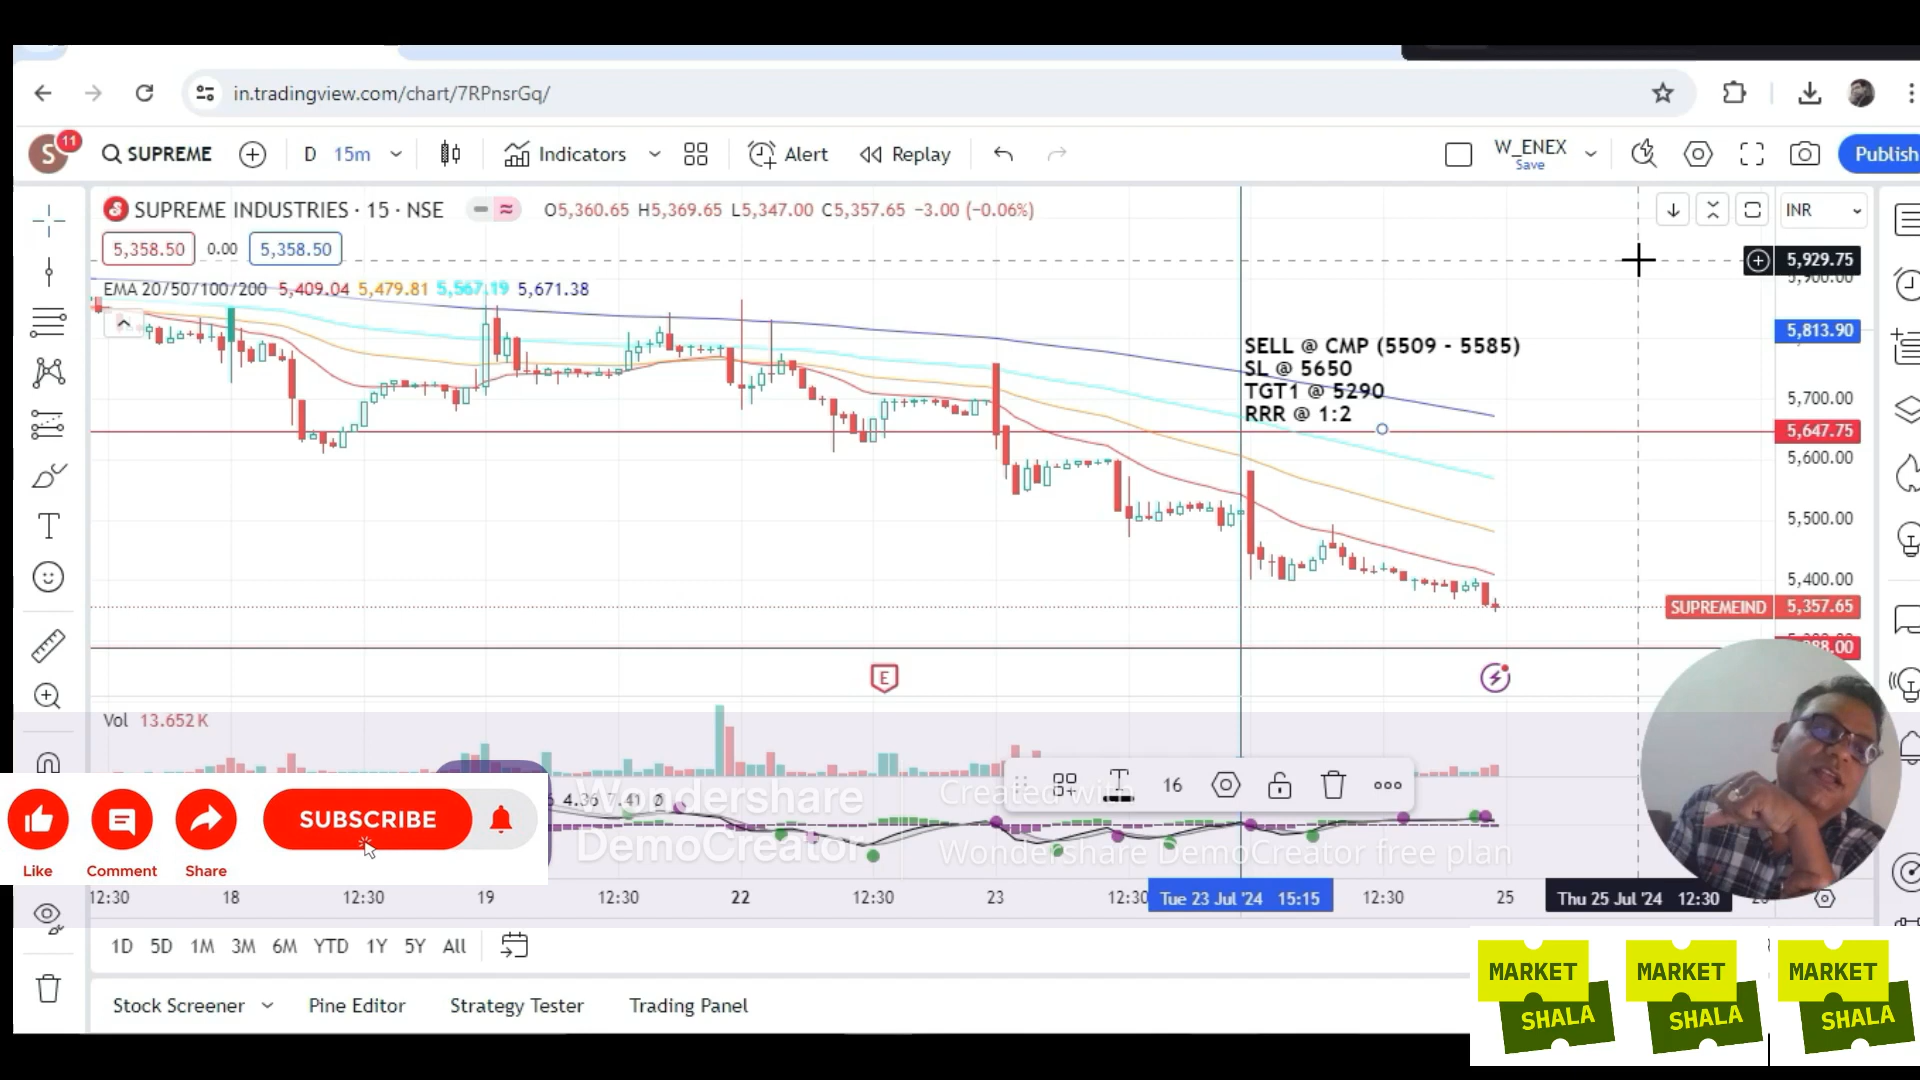 in.tradingview.com/chart/7RPnsrGq/
S 11 SUPREME D 15m Indicators Alert Replay W_ENEX Save Publish
SUPREME INDUSTRIES · 15 · NSE O5,360.65 H5,369.65 L5,347.00 C5,357.65 −3.00 (−0.06%) INR
5,358.50 0.00 5,358.50
5,929.75
EMA 20/50/100/200 5,409.04 5,479.81 5,567.19 5,671.38
5,900.00
5,813.90
SELL @ CMP (5509 - 5585)
SL @ 5650
TGT1 @ 5290
RRR @ 1:2
5,700.00
5,647.75
5,600.00
5,500.00
5,400.00
SUPREMEIND 5,357.65
88.00
E
Vol 13.652K
16
4.36 7.41
Wondershare
DemoCreator
Created with
Wondershare DemoCreator free plan
SUBSCRIBE
Like Comment Share
12:30 18 12:30 19 12:30 22 12:30 23 12:30 Tue 23 Jul '24 15:15 12:30 25 Thu 25 Jul '24 12:30
1D 5D 1M 3M 6M YTD 1Y 5Y All
Stock Screener Pine Editor Strategy Tester Trading Panel
MARKET SHALA MARKET SHALA MARKET SHALA